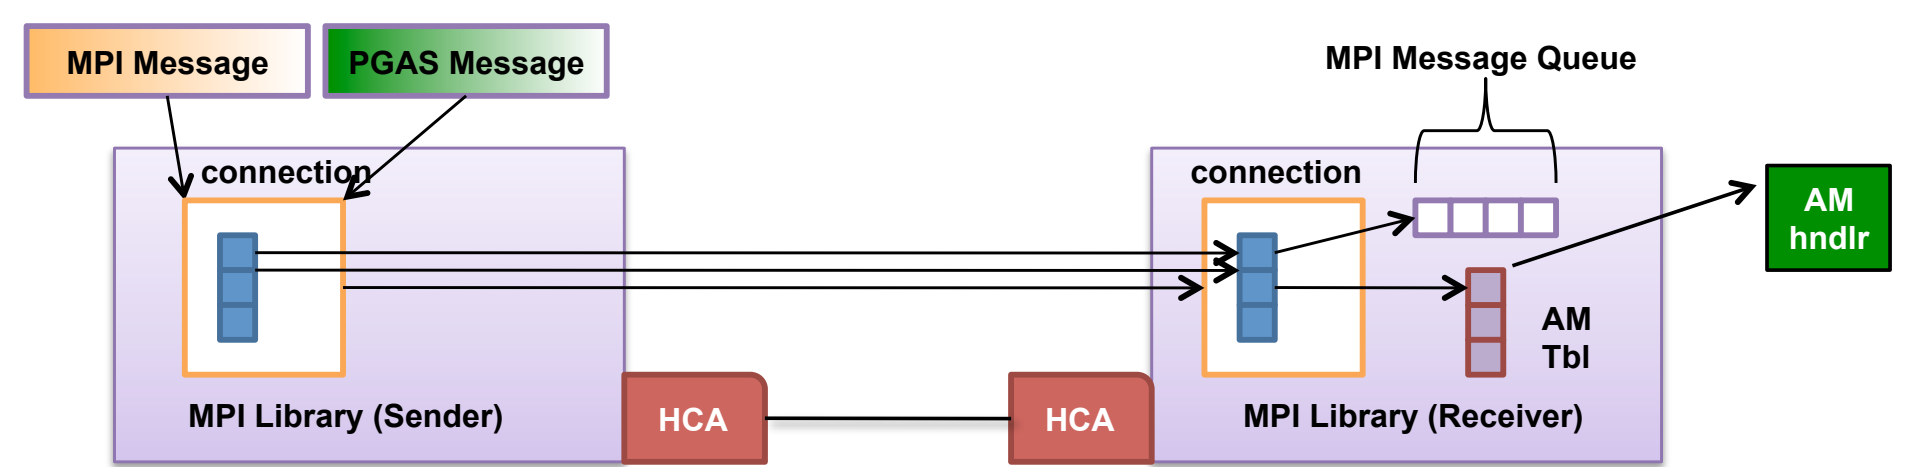 MPI Message
PGAS Message
MPI Message Queue
connection
connection
AM
hndlr
AM
Tbl
MPI Library (Sender)
HCA
HCA
MPI Library (Receiver)